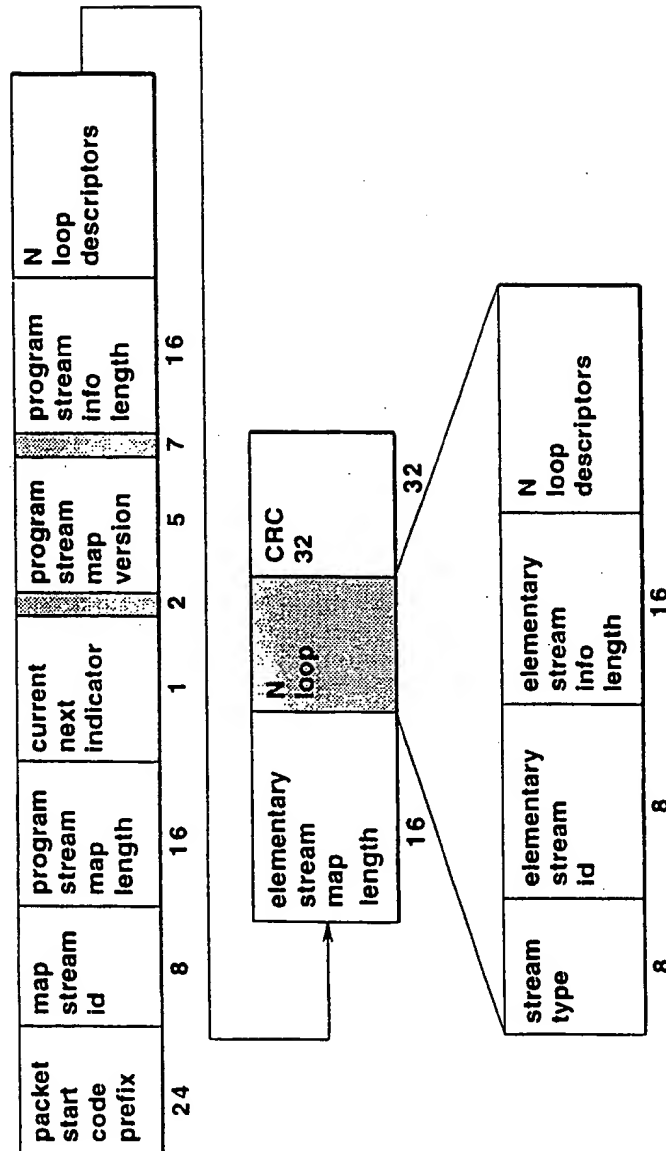 packet
start
code
prefix
24
map
stream
id
8
program
stream
map
length
16
current
next
indicator
1
2
program
stream
map
version
5
7
program
stream
info
length
16
N
loop
descriptors
elementary
stream
map
length
16
N
loop
CRC
32
32
stream
type
8
elementary
stream
id
8
elementary
stream
info
length
16
N
loop
descriptors